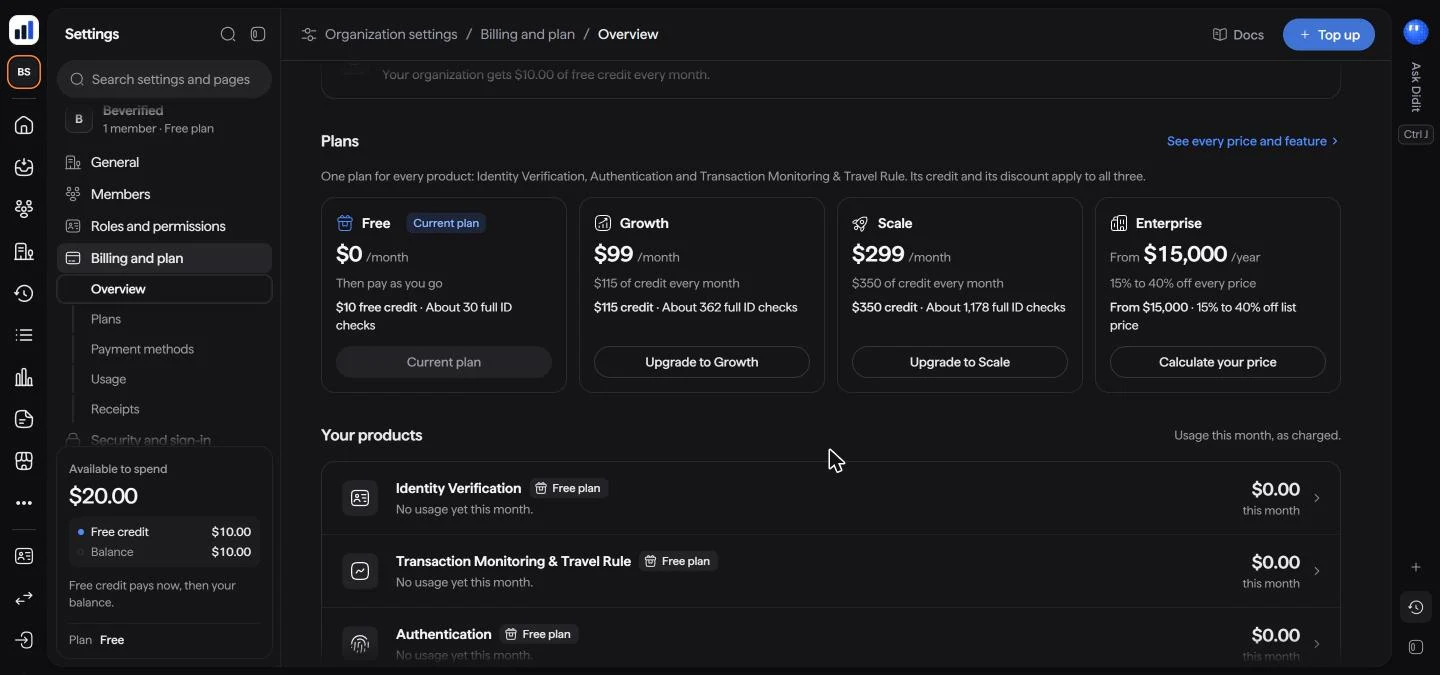 Settings
Organization settings / Billing and plan / Overview
Docs
+ Top up
BS
Search settings and pages
Ask Didit
Ctrl J
B
Beverified
1 member · Free plan
General
Members
Roles and permissions
Billing and plan
Overview
Plans
Payment methods
Usage
Receipts
Security and sign-in
Available to spend
$20.00
Free credit $10.00
Balance $10.00
Free credit pays now, then your
balance.
Plan Free
Your organization gets $10.00 of free credit every month.
Plans
See every price and feature >
One plan for every product: Identity Verification, Authentication and Transaction Monitoring & Travel Rule. Its credit and its discount apply to all three.
Free Current plan
$0 /month
Then pay as you go
$10 free credit · About 30 full ID
checks
Current plan
Growth
$99 /month
$115 of credit every month
$115 credit · About 362 full ID checks
Upgrade to Growth
Scale
$299 /month
$350 of credit every month
$350 credit · About 1,178 full ID checks
Upgrade to Scale
Enterprise
From $15,000 /year
15% to 40% off every price
From $15,000 · 15% to 40% off list
price
Calculate your price
Your products
Usage this month, as charged.
Identity Verification Free plan
No usage yet this month.
$0.00
this month
Transaction Monitoring & Travel Rule Free plan
No usage yet this month.
$0.00
this month
Authentication Free plan
No usage yet this month.
$0.00
this month